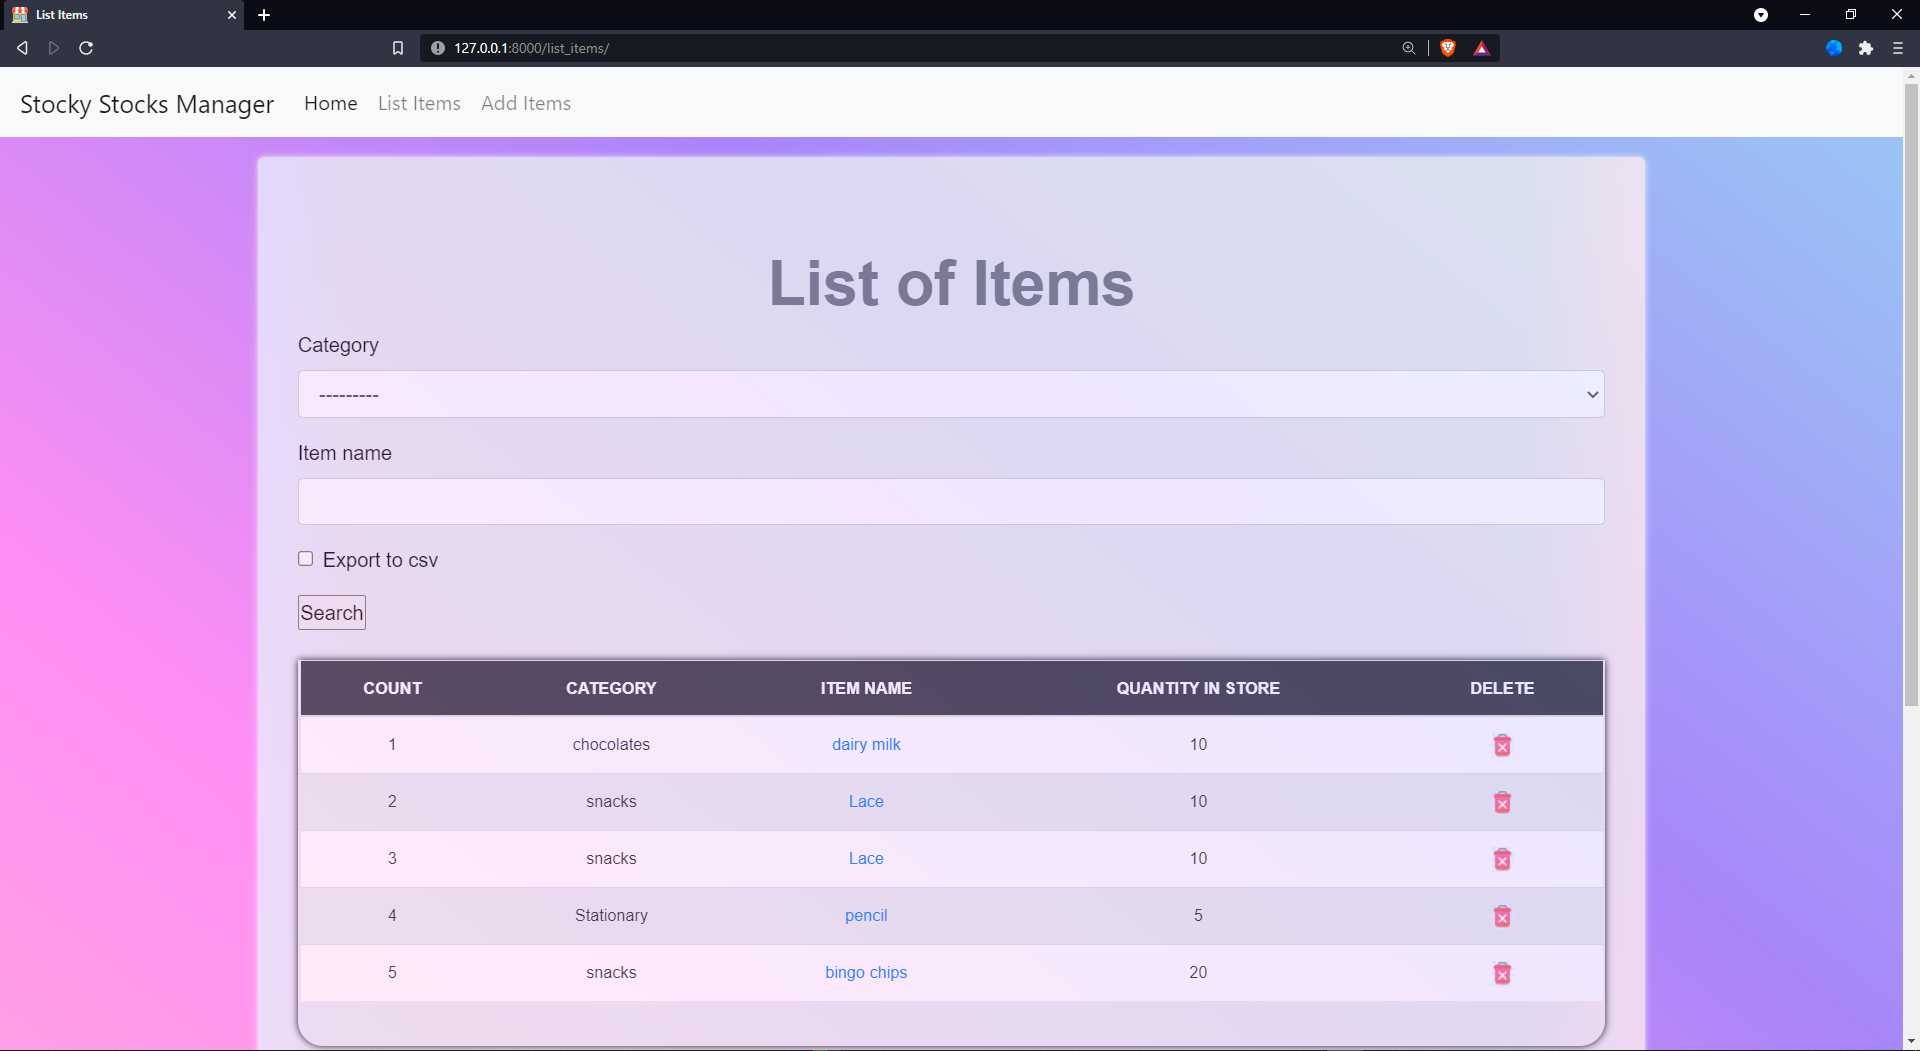 List Items
127.0.0.1:8000/list_items/
Stocky Stocks Manager Home List Items Add Items
List of Items
Category
---------
Item name
Export to csv
Search
COUNT CATEGORY ITEM NAME QUANTITY IN STORE DELETE
1 chocolates dairy milk 10
2 snacks Lace 10
3 snacks Lace 10
4 Stationary pencil 5
5 snacks bingo chips 20